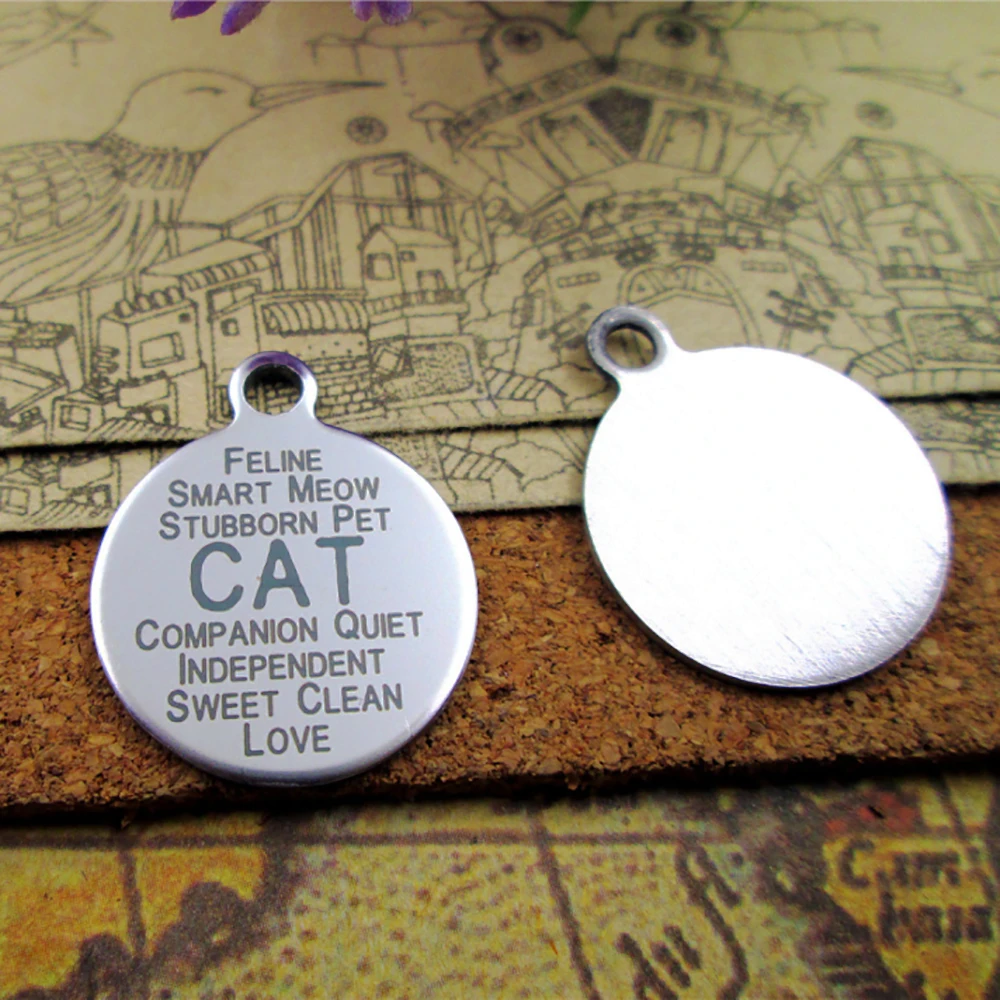 Feline
Smart Meow
Stubborn Pet
CAT
Companion Quiet
Independent
Sweet Clean
Love